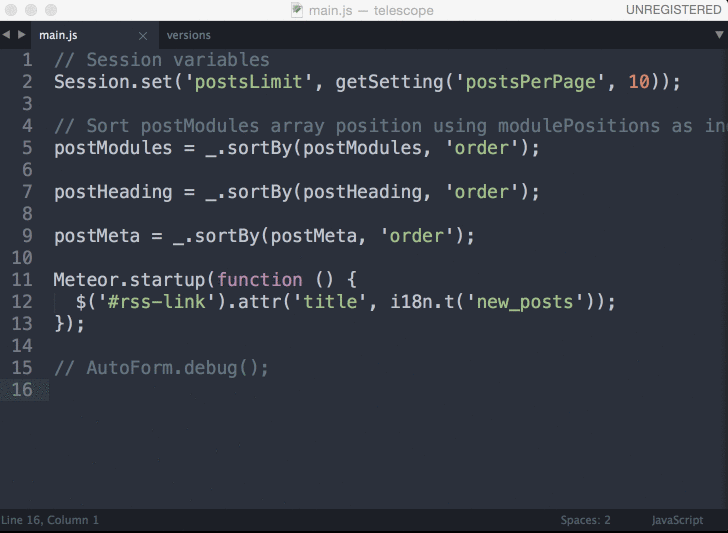 main.js — telescope
UNREGISTERED
main.js
versions
1 // Session variables
2 Session.set('postsLimit', getSetting('postsPerPage', 10));
3
4 // Sort postModules array position using modulePositions as in
5 postModules = _.sortBy(postModules, 'order');
6
7 postHeading = _.sortBy(postHeading, 'order');
8
9 postMeta = _.sortBy(postMeta, 'order');
10
11 Meteor.startup(function () {
12 $('#rss-link').attr('title', i18n.t('new_posts'));
13 });
14
15 // AutoForm.debug();
16
Line 16, Column 1
Spaces: 2
JavaScript